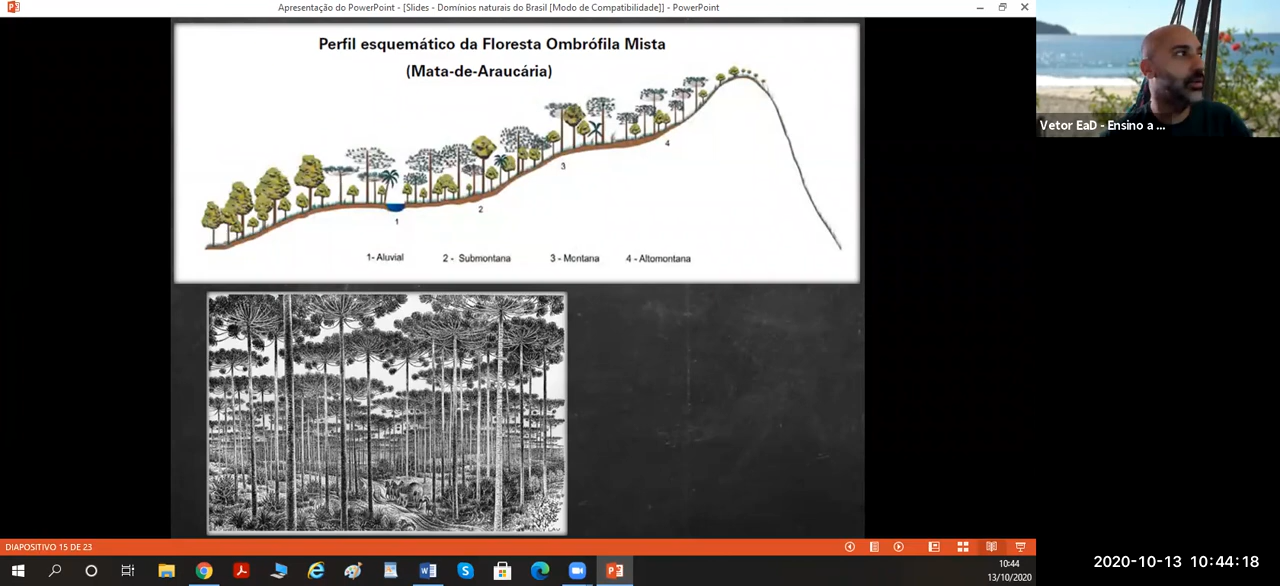 Apresentação do PowerPoint - [Slides - Domínios naturais do Brasil [Modo de Compatibilidade]] - PowerPoint
Perfil esquemático da Floresta Ombrófila Mista
(Mata-de-Araucária)
Vetor EaD - Ensino a ...
4
3
2
1
1- Aluvial 2 - Submontana 3 - Montana 4 - Altomontana
DIAPOSITIVO 15 DE 23
10:44
13/10/2020
2020-10-13 10:44:18